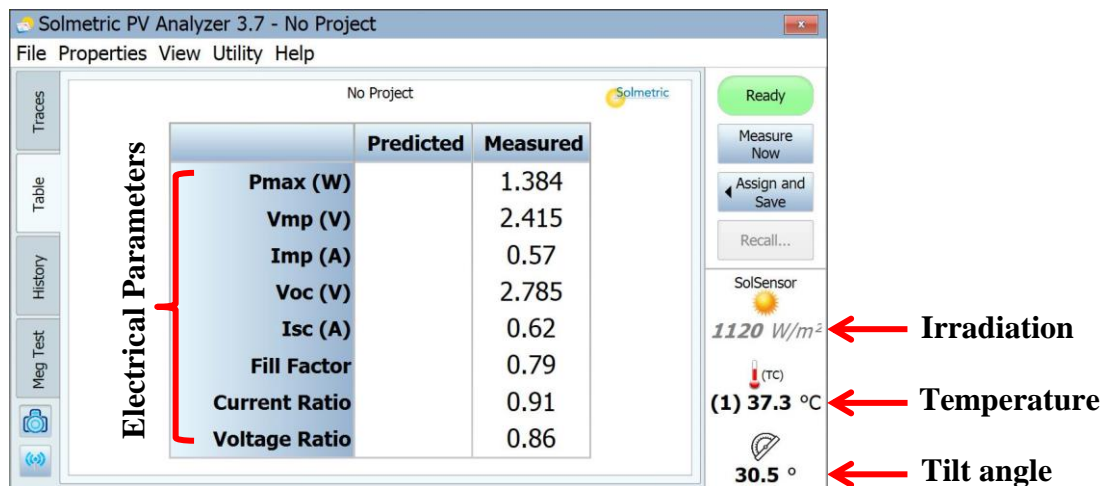 Solmetric PV Analyzer 3.7 - No Project
File Properties View Utility Help
Traces
Table
History
Meg Test
No Project
Solmetric
Predicted Measured
Electrical Parameters
Pmax (W) 1.384
Vmp (V) 2.415
Imp (A) 0.57
Voc (V) 2.785
Isc (A) 0.62
Fill Factor 0.79
Current Ratio 0.91
Voltage Ratio 0.86
Ready
Measure
Now
Assign and
Save
Recall...
SolSensor
1120 W/m² Irradiation
(TC)
(1) 37.3 °C Temperature
30.5 ° Tilt angle